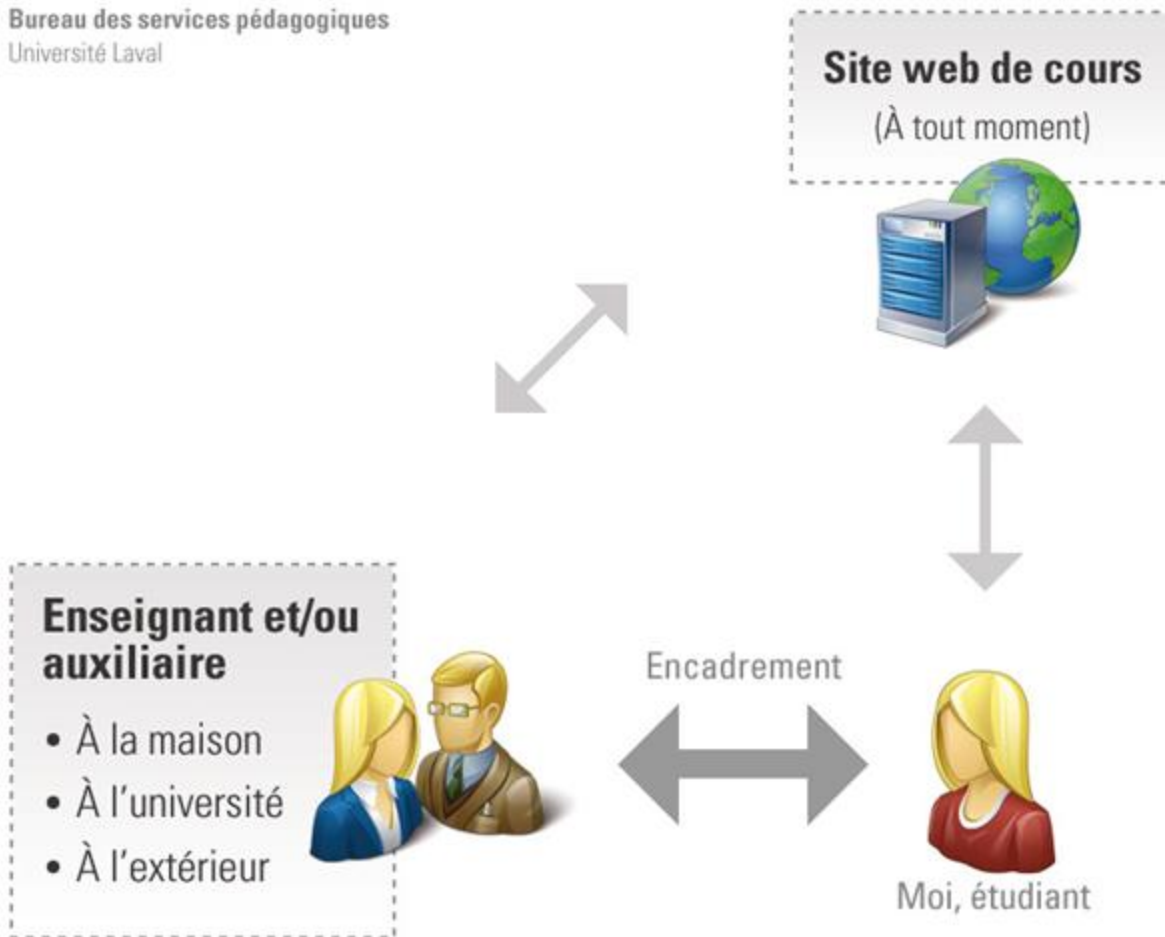 Bureau des services pédagogiques
Université Laval
Site web de cours
(À tout moment)
Enseignant et/ou
auxiliaire
• À la maison
• À l'université
• À l'extérieur
Encadrement
Moi, étudiant